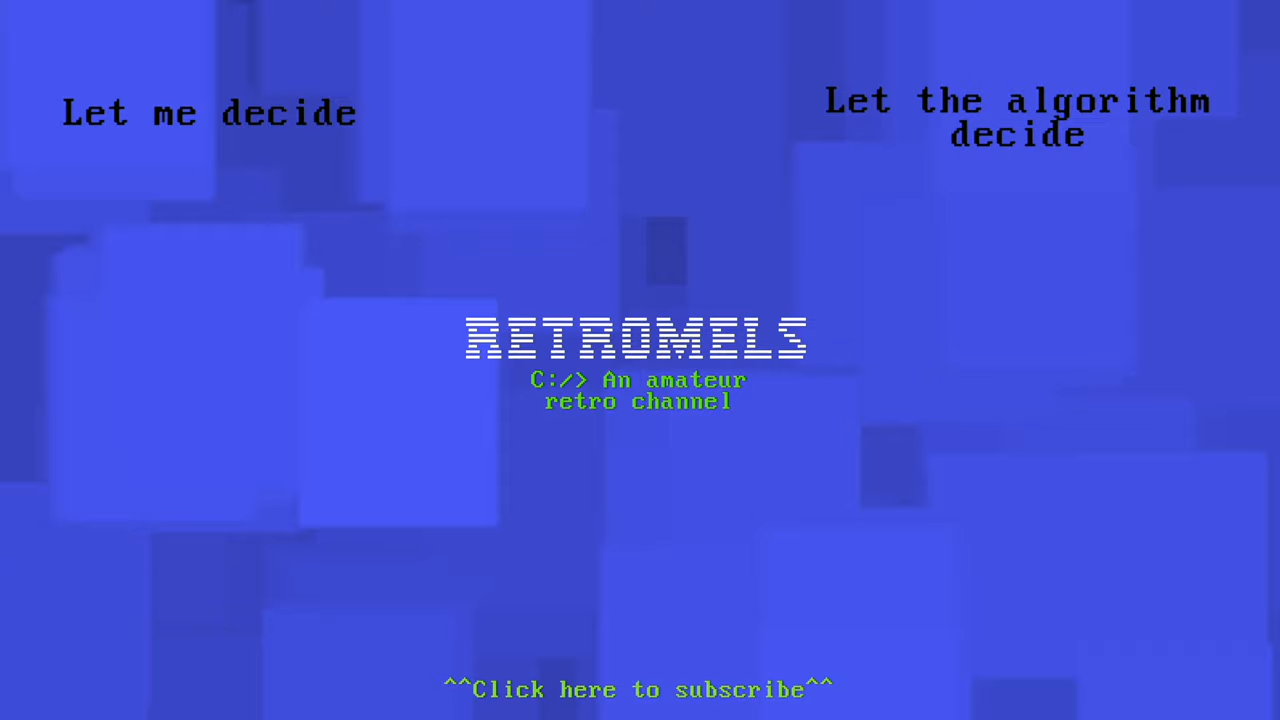 Let me decide
Let the algorithm
decide
RETROMELS
C:/> An amateur
retro channel
^^Click here to subscribe^^